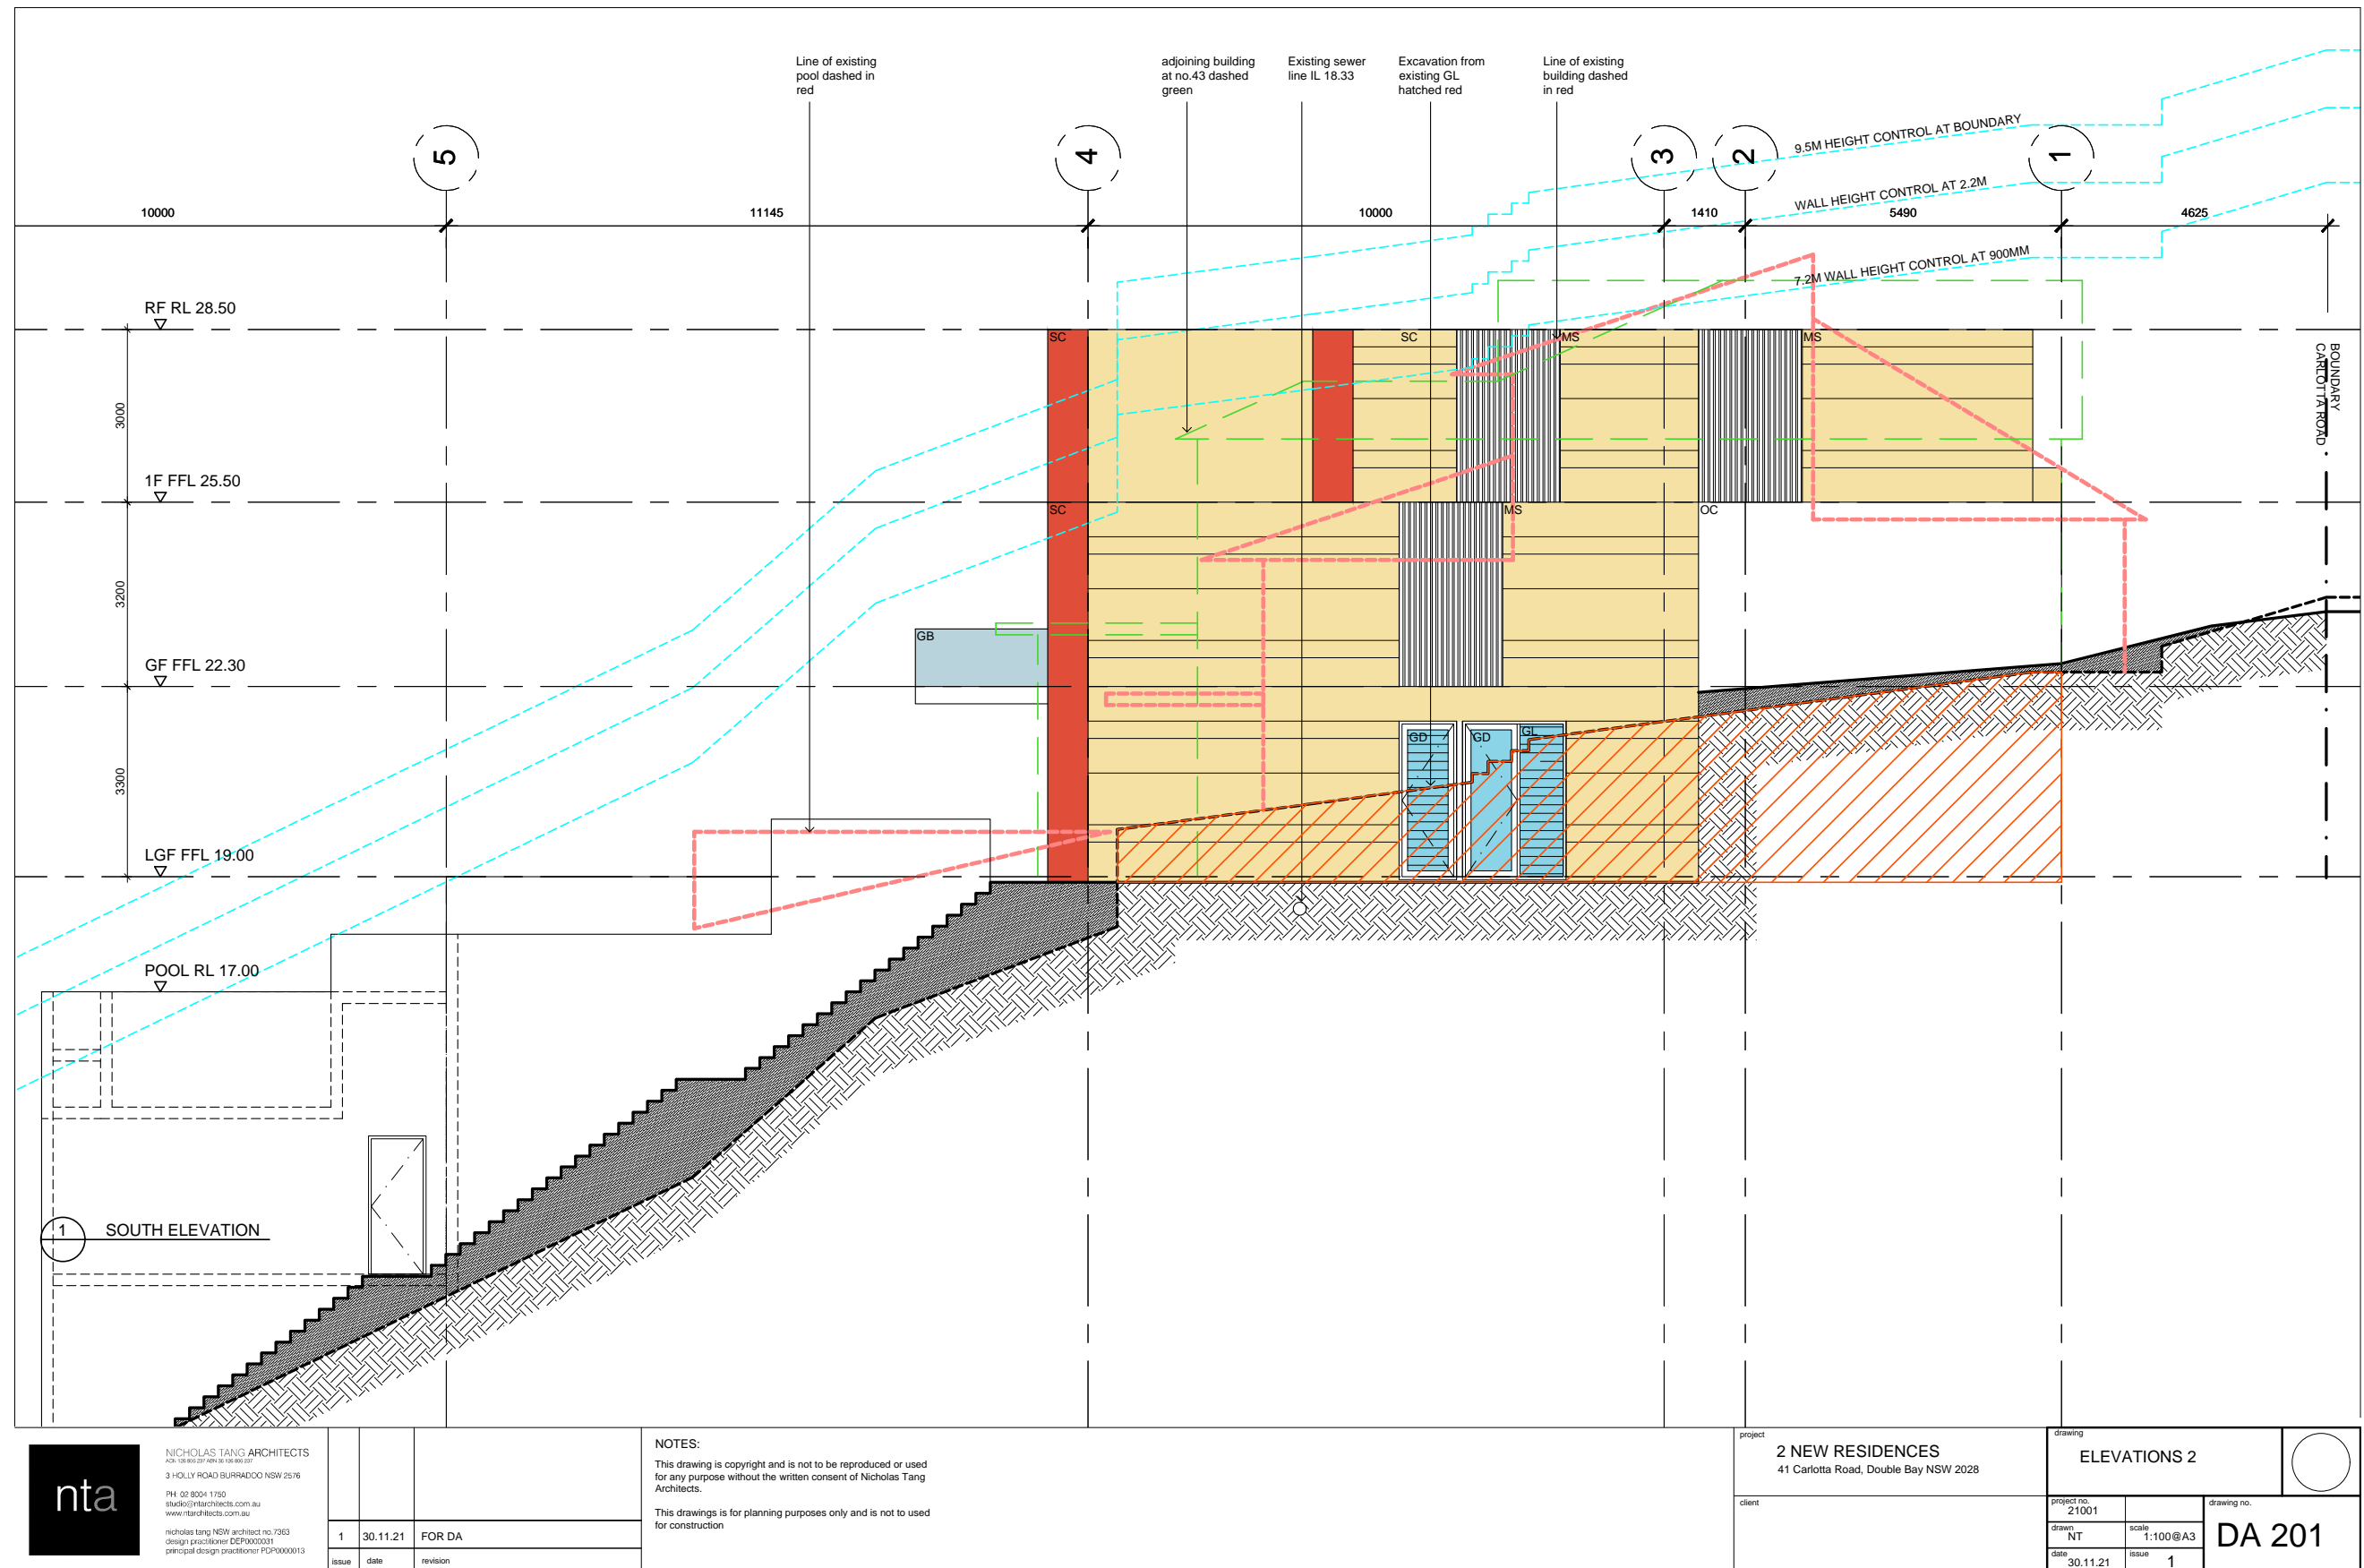 Line of existing
pool dashed in
red
adjoining building
at no.43 dashed
green
Existing sewer
line IL 18.33
Excavation from
existing GL
hatched red
Line of existing
building dashed
in red
9.5M HEIGHT CONTROL AT BOUNDARY
WALL HEIGHT CONTROL AT 2.2M
7.2M WALL HEIGHT CONTROL AT 900MM
5
4
3
2
1
10000
11145
10000
1410
5490
4625
RF RL 28.50
SC
SC
MS
MS
BOUNDARY
CARLOTTA ROAD
3000
1F FFL 25.50
SC
MS
OC
3200
GB
GF FFL 22.30
GD
GD
GL
3300
LGF FFL 19.00
POOL RL 17.00
1
SOUTH ELEVATION
nta
NICHOLAS TANG ARCHITECTS
3 HOLLY ROAD BURRADOO NSW 2576
PH: 02 8004 1750
studio@ntarchitects.com.au
www.ntarchitects.com.au
nicholas tang NSW architect no.7363
design practitioner DEP0000031
principal design practitioner PDP0000013
1
30.11.21
FOR DA
issue
date
revision
NOTES:
This drawing is copyright and is not to be reproduced or used
for any purpose without the written consent of Nicholas Tang
Architects.
This drawings is for planning purposes only and is not to used
for construction
project
2 NEW RESIDENCES
41 Carlotta Road, Double Bay NSW 2028
client
drawing
ELEVATIONS 2
project no.
21001
drawn
NT
scale
1:100@A3
date
30.11.21
issue
1
drawing no.
DA 201